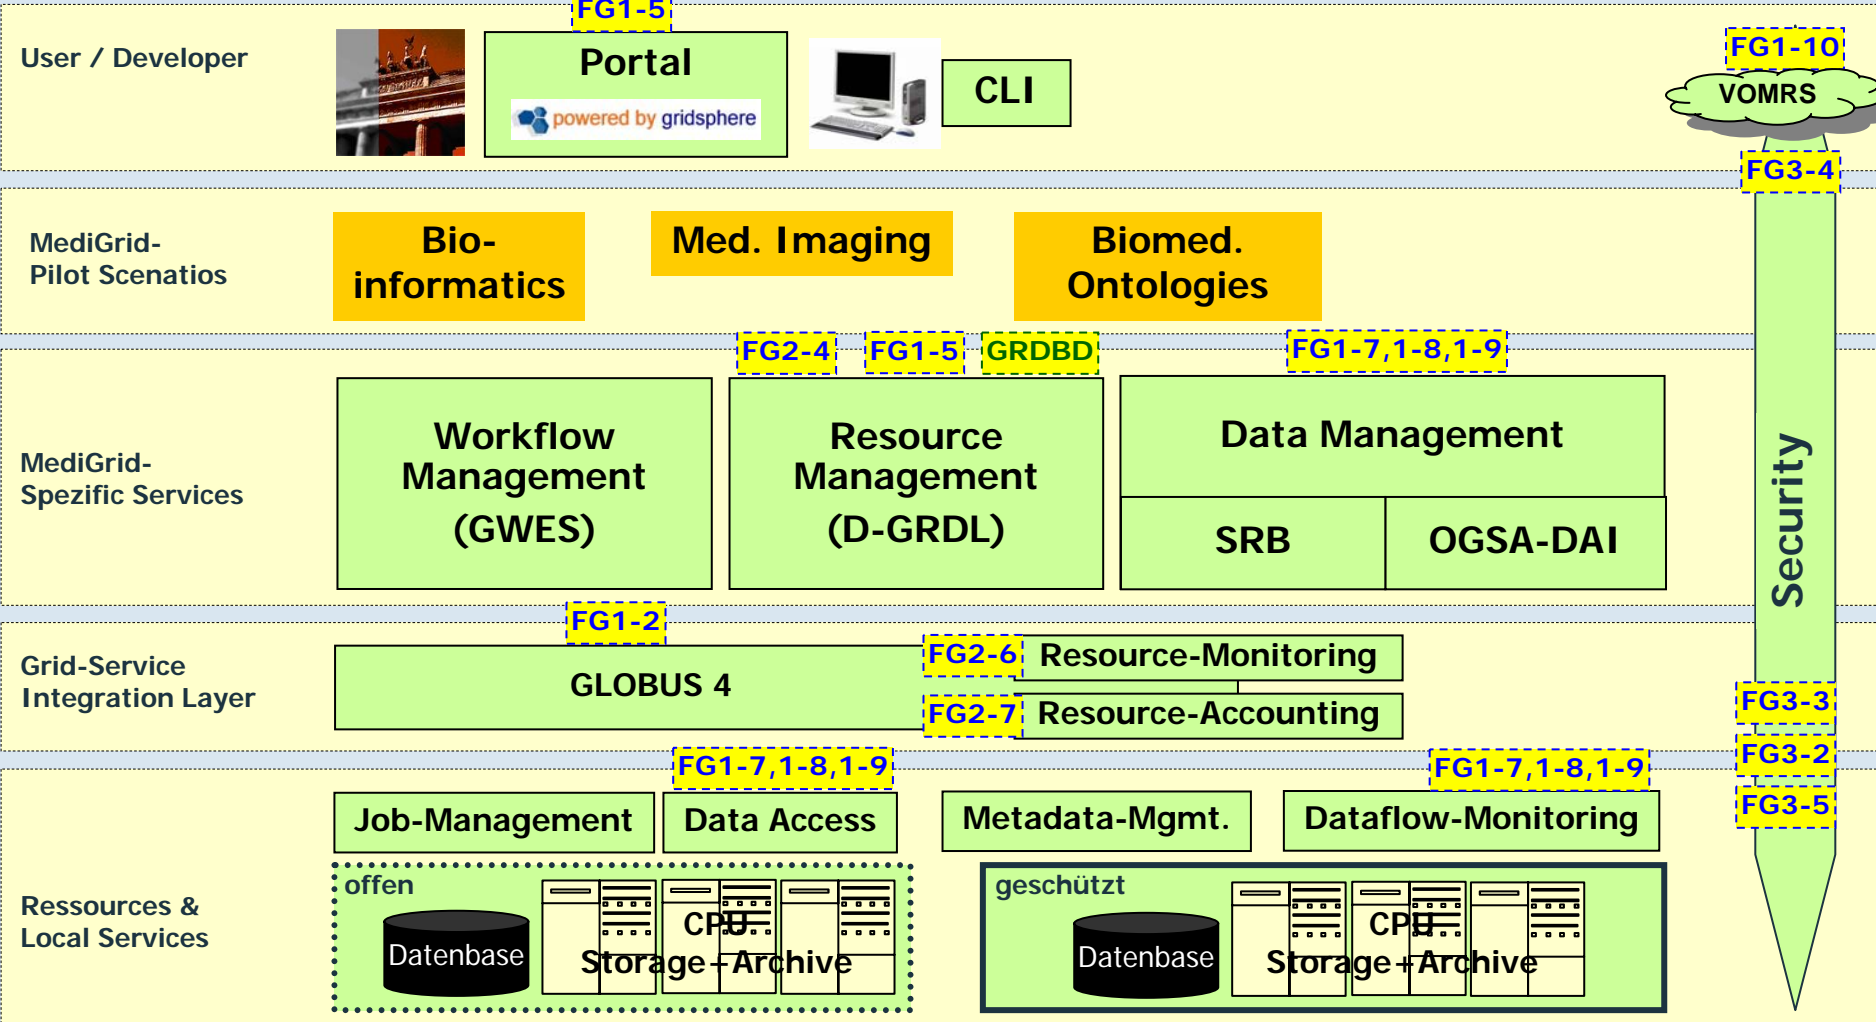 FG1-5
User / Developer
Portal
powered by gridsphere
CLI
FG1-10
VOMRS
FG3-4
MediGrid-
Pilot Scenatios
Bio-
informatics
Med. Imaging
Biomed.
Ontologies
FG2-4
FG1-5
GRDBD
FG1-7,1-8,1-9
MediGrid-
Spezific Services
Workflow
Management
(GWES)
Resource
Management
(D-GRDL)
Data Management
SRB
OGSA-DAI
Security
FG1-2
Grid-Service
Integration Layer
GLOBUS 4
FG2-6
Resource-Monitoring
FG2-7
Resource-Accounting
FG3-3
FG3-2
FG3-5
FG1-7,1-8,1-9
FG1-7,1-8,1-9
Job-Management
Data Access
Metadata-Mgmt.
Dataflow-Monitoring
Ressources &
Local Services
offen
Datenbase
CPU
Storage+Archive
geschützt
Datenbase
CPU
Storage+Archive